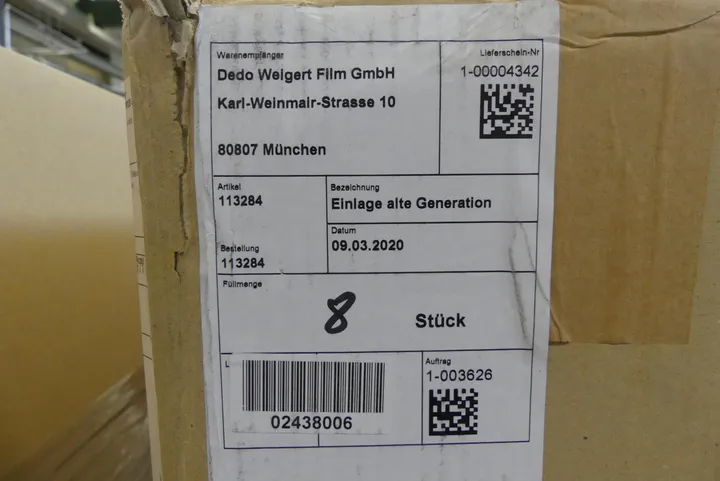 Warenempfänger
Dedo Weigert Film GmbH
Karl-Weinmair-Strasse 10
80807 München
Lieferschein-Nr
1-00004342
Artikel
113284
Bezeichnung
Einlage alte Generation
Bestellung
113284
Datum
09.03.2020
Füllmenge
8 Stück
L
02438006
Auftrag
1-003626